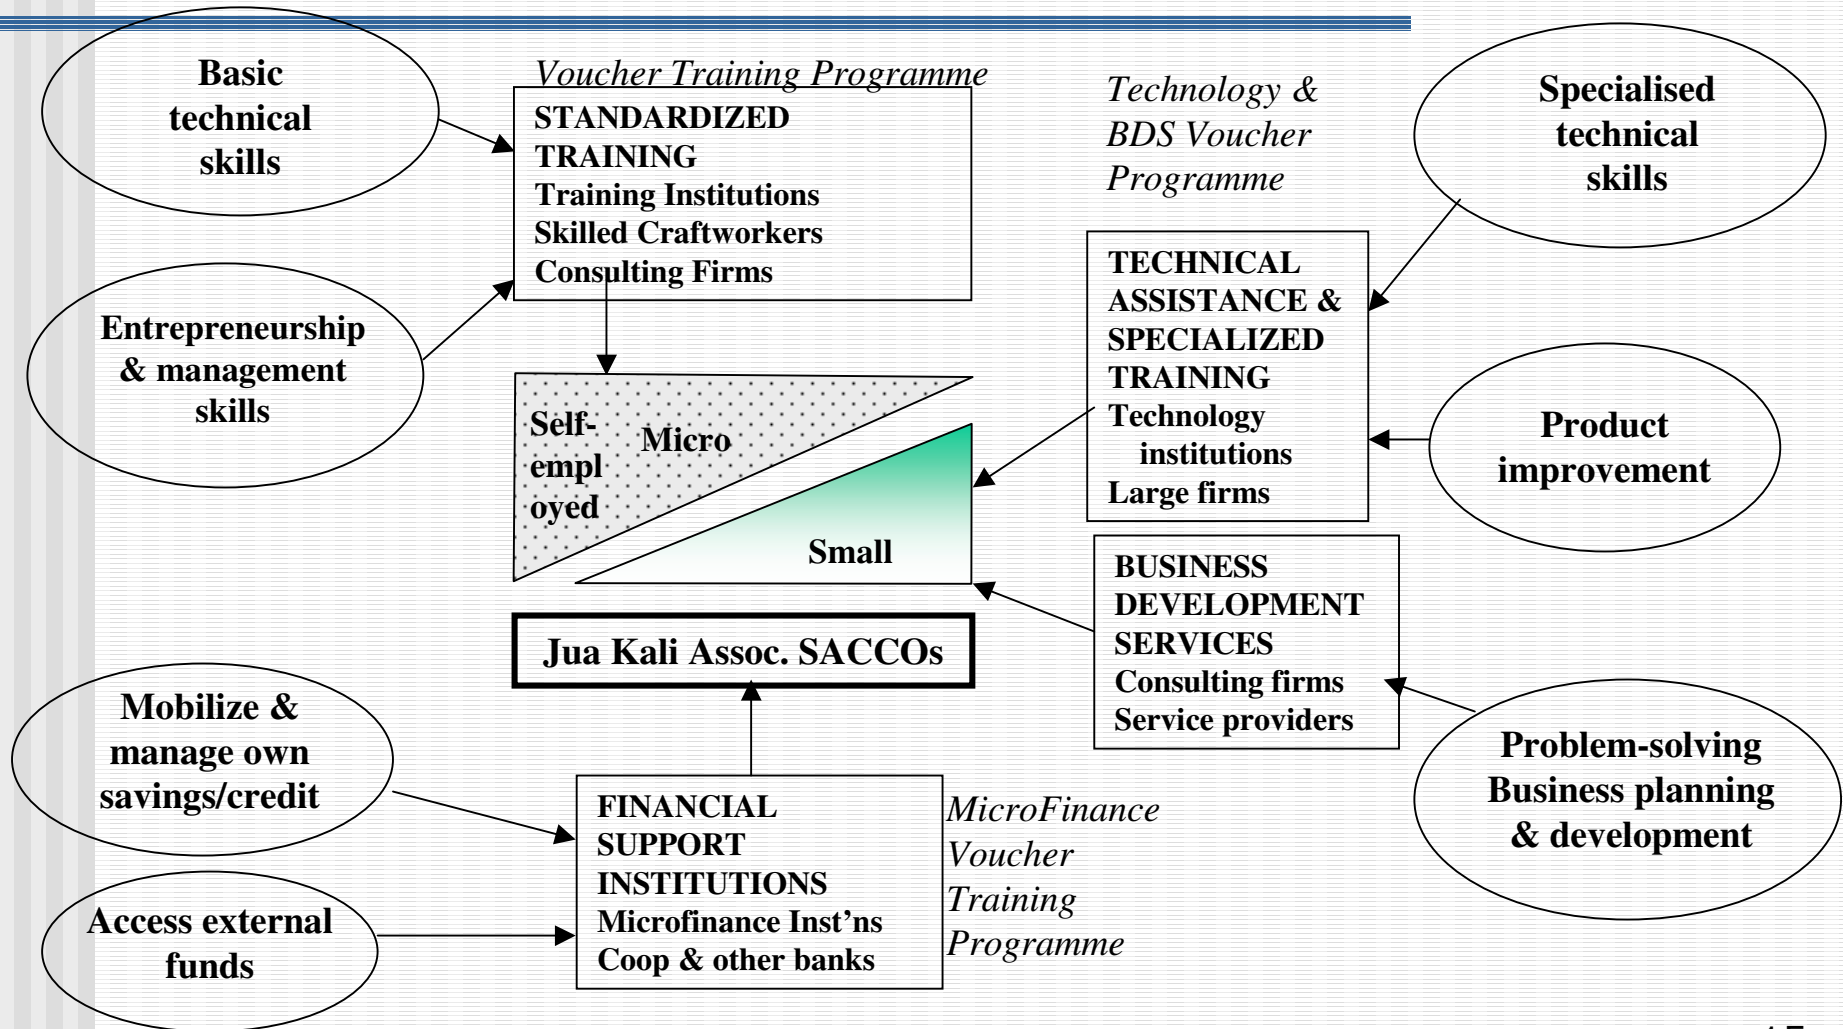 Basic
technical
skills
Voucher Training Programme
STANDARDIZED
TRAINING
Training Institutions
Skilled Craftworkers
Consulting Firms
Technology &
BDS Voucher
Programme
Specialised
technical
skills
Entrepreneurship
& management
skills
TECHNICAL
ASSISTANCE &
SPECIALIZED
TRAINING
Technology
institutions
Large firms
Product
improvement
Self-
empl
oyed
Micro
Small
BUSINESS
DEVELOPMENT
SERVICES
Consulting firms
Service providers
Jua Kali Assoc. SACCOs
Problem-solving
Business planning
& development
Mobilize &
manage own
savings/credit
FINANCIAL
SUPPORT
INSTITUTIONS
Microfinance Inst'ns
Coop & other banks
MicroFinance
Voucher
Training
Programme
Access external
funds